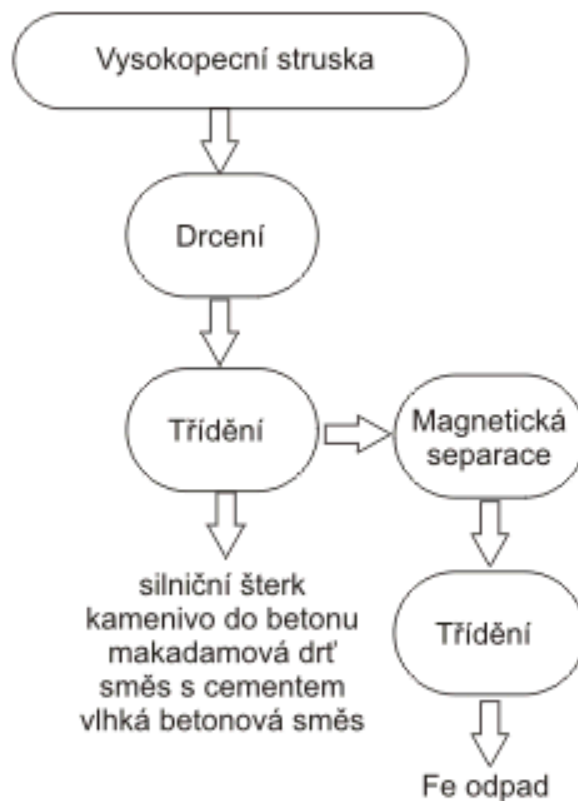 Vysokopecní struska
Drcení
Třídění
Magnetická
separace
silniční šterk
kamenivo do betonu
makadamová drť
směs s cementem
vlhká betonová směs
Třídění
Fe odpad